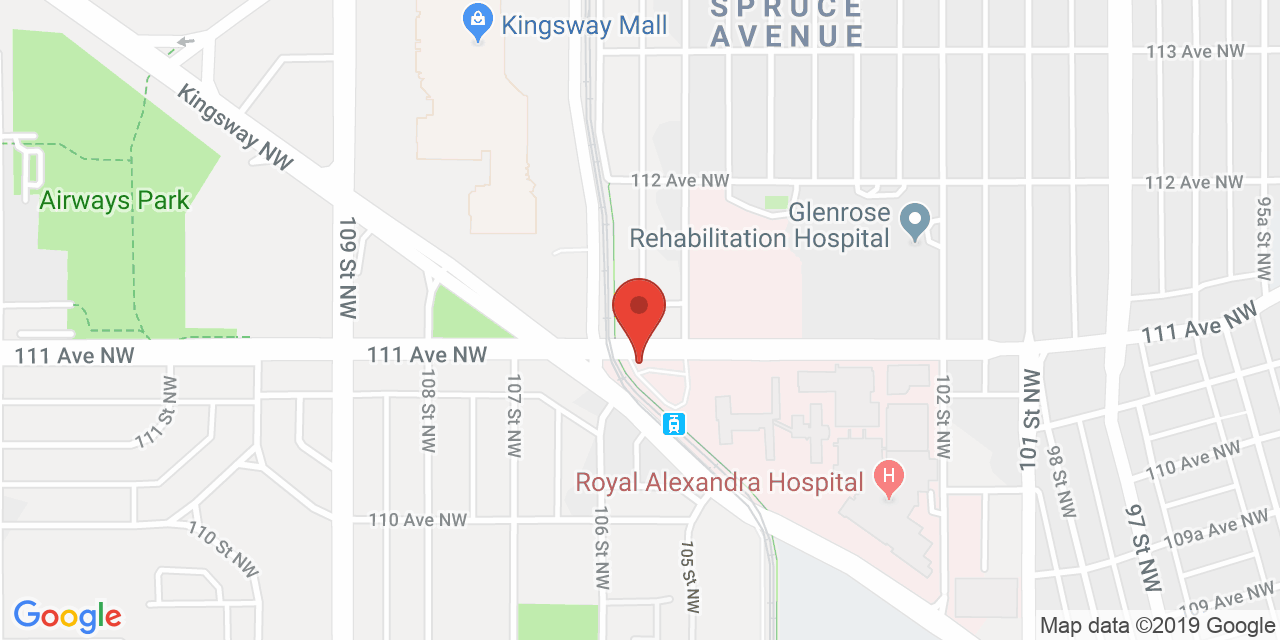 SPRUCE
AVENUE
Kingsway Mall
113 Ave NW
Kingsway NW
112 Ave NW
112 Ave NW
Airways Park
Glenrose
Rehabilitation Hospital
95a St NW
109 St NW
111 Ave NW
111 Ave NW
111 Ave NW
111 St NW
108 St NW
107 St NW
102 St NW
101 St NW
98 St NW
110 Ave NW
Royal Alexandra Hospital
H
110 Ave NW
110 St NW
106 St NW
105 St NW
97 St NW
109a Ave NW
109 Ave NW
Google
Map data ©2019 Google